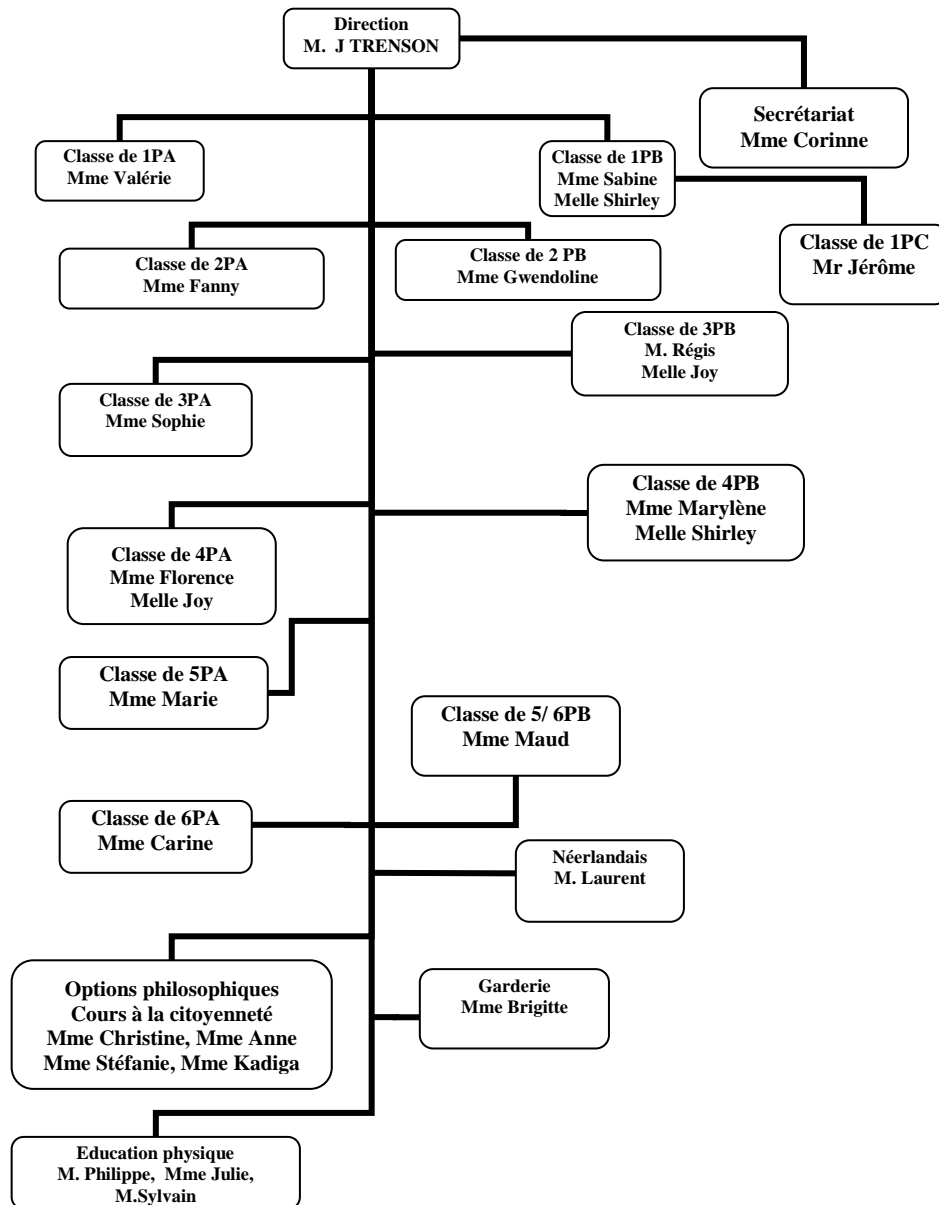 Direction
M. J TRENSON
Secrétariat
Mme Corinne
Classe de 1PA
Mme Valérie
Classe de 1PB
Mme Sabine
Melle Shirley
Classe de 1PC
Mr Jérôme
Classe de 2PA
Mme Fanny
Classe de 2 PB
Mme Gwendoline
Classe de 3PB
M. Régis
Melle Joy
Classe de 3PA
Mme Sophie
Classe de 4PB
Mme Marylène
Melle Shirley
Classe de 4PA
Mme Florence
Melle Joy
Classe de 5PA
Mme Marie
Classe de 5/ 6PB
Mme Maud
Classe de 6PA
Mme Carine
Néerlandais
M. Laurent
Options philosophiques
Cours à la citoyenneté
Mme Christine, Mme Anne
Mme Stéfanie, Mme Kadiga
Garderie
Mme Brigitte
Education physique
M. Philippe, Mme Julie,
M.Sylvain